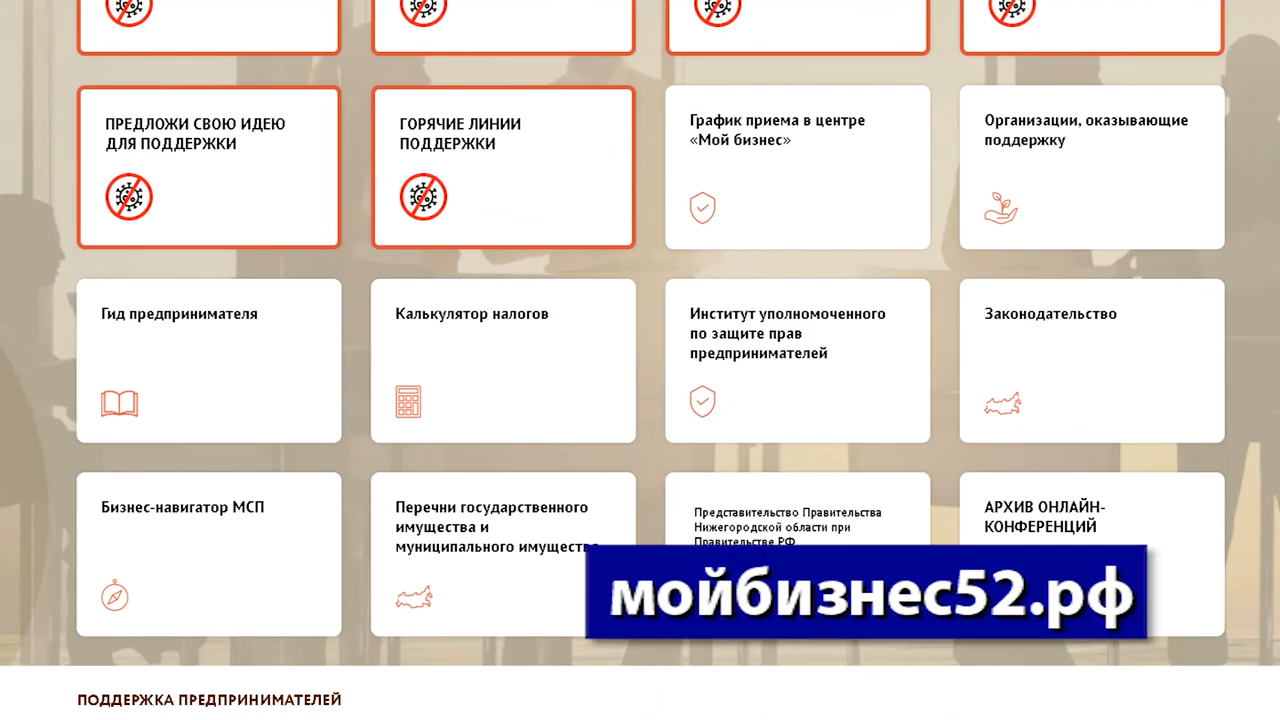 ПРЕДЛОЖИ СВОЮ ИДЕЮ
ДЛЯ ПОДДЕРЖКИ
ГОРЯЧИЕ ЛИНИИ
ПОДДЕРЖКИ
График приема в центре
«Мой бизнес»
Организации, оказывающие
поддержку
Гид предпринимателя
Калькулятор налогов
Институт уполномоченного
по защите прав
предпринимателей
Законодательство
Бизнес-навигатор МСП
Перечни государственного
имущества и
муниципального имущества
Представительство Правительства
Нижегородской области при
Правительстве РФ
АРХИВ ОНЛАЙН-
КОНФЕРЕНЦИЙ
мойбизнес52.рф
ПОДДЕРЖКА ПРЕДПРИНИМАТЕЛЕЙ